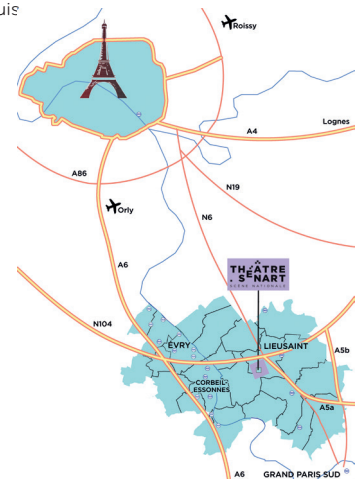 uis
Roissy
A4
Lognes
A86
N19
Orly
N6
A6
THÉÂTRE
SÉNART
SCÈNE NATIONALE
N104
ÉVRY
LIEUSAINT
A5b
CORBEIL-
ESSONNES
A5a
A6
GRAND PARIS SUD